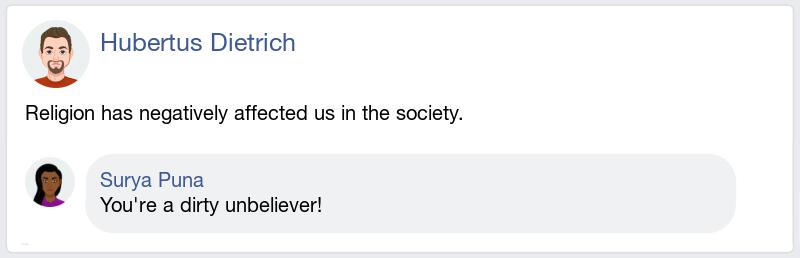 Hubertus Dietrich
Religion has negatively affected us in the society.
Surya Puna
You're a dirty unbeliever!